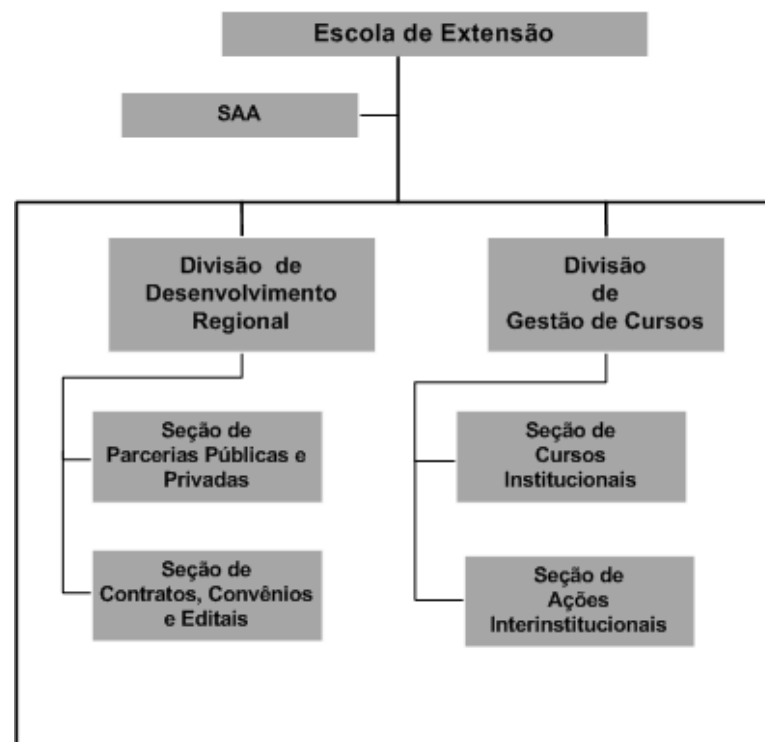 Escola de Extensão
SAA
Divisão de
Desenvolvimento
Regional
Divisão
de
Gestão de Cursos
Seção de
Parcerias Públicas e
Privadas
Seção de
Cursos
Institucionais
Seção de
Contratos, Convênios
e Editais
Seção de
Ações
Interinstitucionais